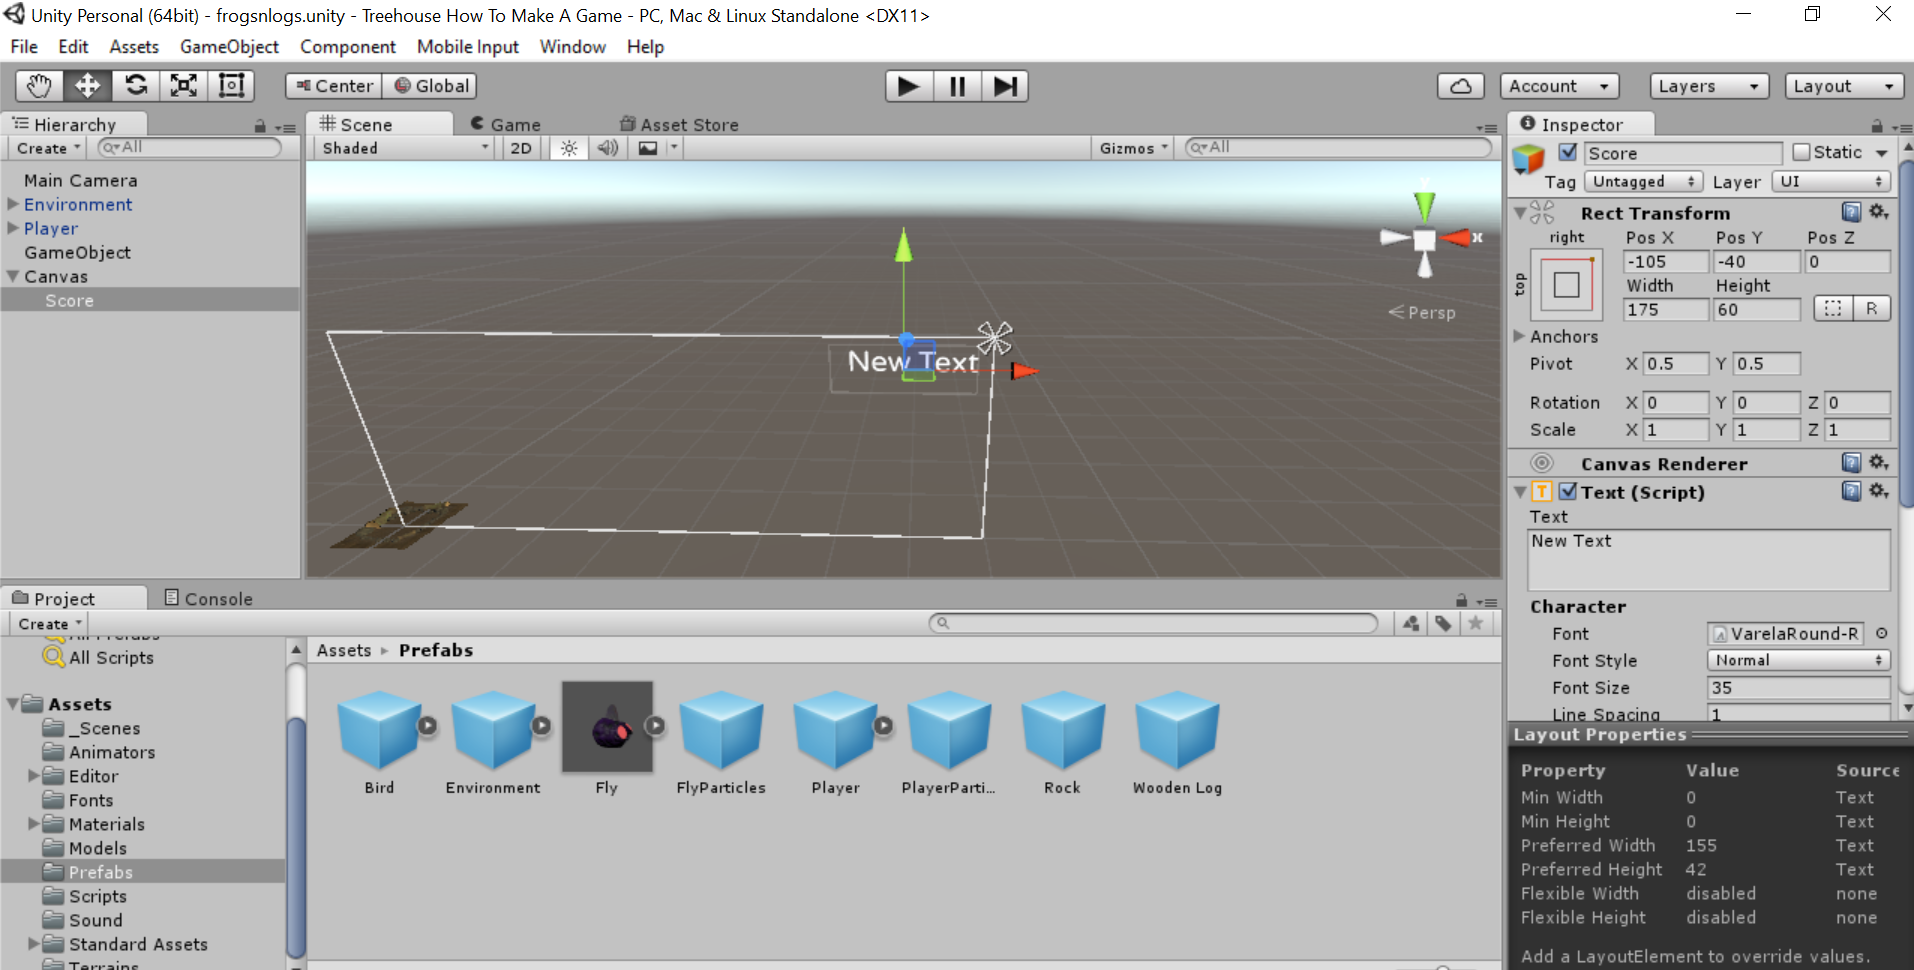 Unity Personal (64bit) - frogsnlogs.unity - Treehouse How To Make A Game - PC, Mac & Linux Standalone <DX11>
File Edit Assets GameObject Component Mobile Input Window Help
Center Global Account Layers Layout
Hierarchy
Create All
Main Camera
Environment
Player
GameObject
Canvas
Score
Scene Game Asset Store
Shaded 2D Gizmos All
x
Persp
New Text
Inspector
Score Static
Tag Untagged Layer UI
Rect Transform
right Pos X Pos Y Pos Z
top -105 -40 0
Width Height
175 60 R
Anchors
Pivot X 0.5 Y 0.5
Rotation X 0 Y 0 Z 0
Scale X 1 Y 1 Z 1
Canvas Renderer
T Text (Script)
Text
New Text
Character
Font VarelaRound-R
Font Style Normal
Font Size 35
Line Spacing 1
Layout Properties
Property Value Source
Min Width 0 Text
Min Height 0 Text
Preferred Width 155 Text
Preferred Height 42 Text
Flexible Width disabled none
Flexible Height disabled none
Add a LayoutElement to override values.
Project Console
Create
All Prefabs
All Scripts
Assets
_Scenes
Animators
Editor
Fonts
Materials
Models
Prefabs
Scripts
Sound
Standard Assets
Terrains
Assets Prefabs
Bird Environment Fly FlyParticles Player PlayerParti... Rock Wooden Log